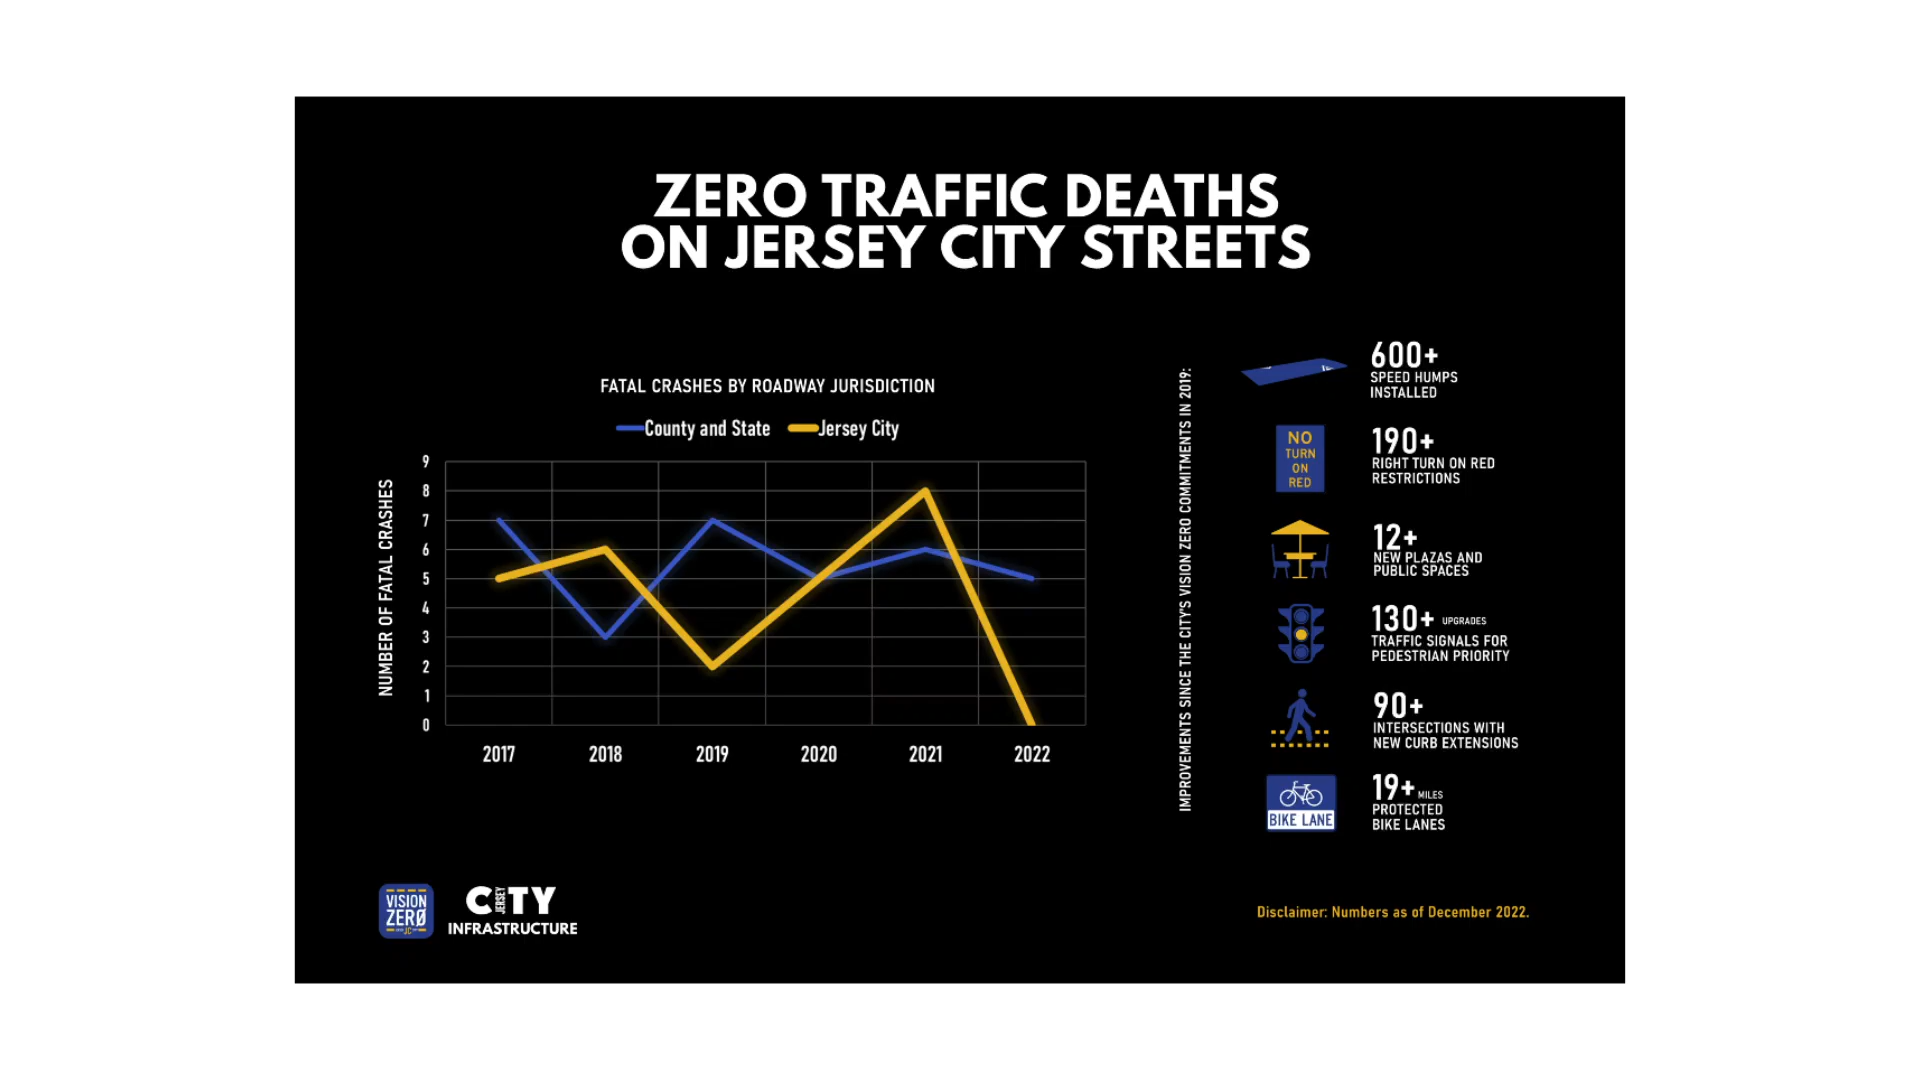 ZERO TRAFFIC DEATHS
ON JERSEY CITY STREETS
FATAL CRASHES BY ROADWAY JURISDICTION
County and State
Jersey City
NUMBER OF FATAL CRASHES
9
8
7
6
5
4
3
2
1
0
2017
2018
2019
2020
2021
2022
IMPROVEMENTS SINCE THE CITY'S VISION ZERO COMMITMENTS IN 2019:
600+
SPEED HUMPS
INSTALLED
NO
TURN
ON
RED
190+
RIGHT TURN ON RED
RESTRICTIONS
12+
NEW PLAZAS AND
PUBLIC SPACES
130+ UPGRADES
TRAFFIC SIGNALS FOR
PEDESTRIAN PRIORITY
90+
INTERSECTIONS WITH
NEW CURB EXTENSIONS
BIKE LANE
19+ MILES
PROTECTED
BIKE LANES
VISION
ZERØ
JC
CITY
JERSEY
INFRASTRUCTURE
Disclaimer: Numbers as of December 2022.